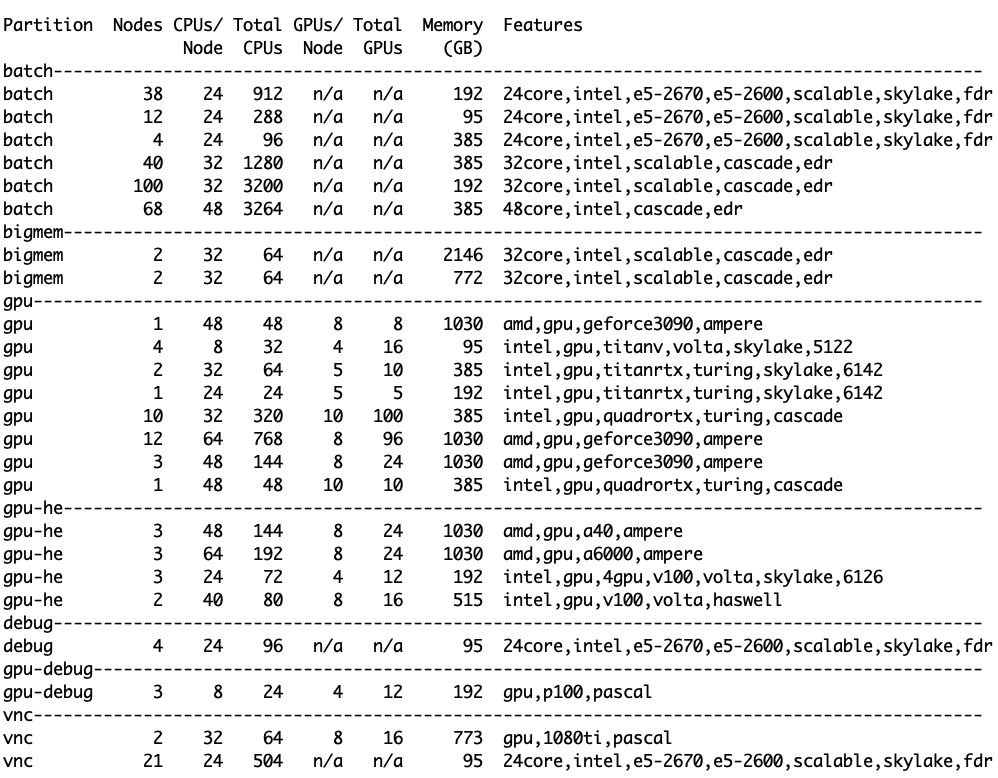 Partition  Nodes CPUs/ Total GPUs/ Total  Memory  Features
                  Node  CPUS  Node  GPUS    (GB)
batch---------------------------------------------------------------------------------------------
batch         38    24   912   n/a   n/a     192  24core,intel,e5-2670,e5-2600,scalable,skylake,fdr
batch         12    24   288   n/a   n/a      95  24core,intel,e5-2670,e5-2600,scalable,skylake,fdr
batch          4    24    96   n/a   n/a     385  24core,intel,e5-2670,e5-2600,scalable,skylake,fdr
batch         40    32  1280   n/a   n/a     385  32core,intel,scalable,cascade,edr
batch        100    32  3200   n/a   n/a     192  32core,intel,scalable,cascade,edr
batch         68    48  3264   n/a   n/a     385  48core,intel,cascade,edr
bigmem--------------------------------------------------------------------------------------------
bigmem         2    32    64   n/a   n/a    2146  32core,intel,scalable,cascade,edr
bigmem         2    32    64   n/a   n/a     772  32core,intel,scalable,cascade,edr
gpu-----------------------------------------------------------------------------------------------
gpu            1    48    48     8     8    1030  amd,gpu,geforce3090,ampere
gpu            4     8    32     4    16      95  intel,gpu,titanv,volta,skylake,5122
gpu            2    32    64     5    10     385  intel,gpu,titanrtx,turing,skylake,6142
gpu            1    24    24     5     5     192  intel,gpu,titanrtx,turing,skylake,6142
gpu           10    32   320    10   100     385  intel,gpu,quadrortx,turing,cascade
gpu           12    64   768     8    96    1030  amd,gpu,geforce3090,ampere
gpu            3    48   144     8    24    1030  amd,gpu,geforce3090,ampere
gpu            1    48    48    10    10     385  intel,gpu,quadrortx,turing,cascade
gpu-he--------------------------------------------------------------------------------------------
gpu-he         3    48   144     8    24    1030  amd,gpu,a40,ampere
gpu-he         3    64   192     8    24    1030  amd,gpu,a6000,ampere
gpu-he         3    24    72     4    12     192  intel,gpu,4gpu,v100,volta,skylake,6126
gpu-he         2    40    80     8    16     515  intel,gpu,v100,volta,haswell
debug---------------------------------------------------------------------------------------------
debug          4    24    96   n/a   n/a      95  24core,intel,e5-2670,e5-2600,scalable,skylake,fdr
gpu-debug-----------------------------------------------------------------------------------------
gpu-debug      3     8    24     4    12     192  gpu,p100,pascal
vnc-----------------------------------------------------------------------------------------------
vnc            2    32    64     8    16     773  gpu,1080ti,pascal
vnc           21    24   504   n/a   n/a      95  24core,intel,e5-2670,e5-2600,scalable,skylake,fdr